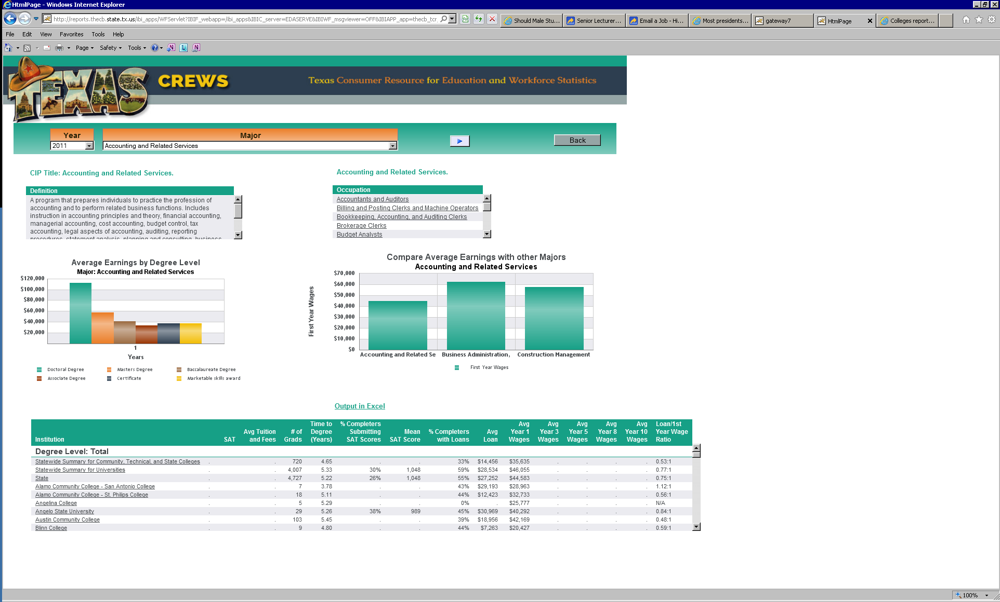 HtmlPage - Windows Internet Explorer
http://reports.thecb.state.tx.us/ibi_apps/WFServlet?IBIF_webapp=/ibi_apps&IBIC_server=EDASERVE&IBIWF_msgviewer=OFF&IBIAPP_app=thecb_tcr
Should Male Stu...
Senior Lecturer...
Email a Job - Hi...
Most presidents...
gateway7
HtmlPage
Colleges report...
File Edit View Favorites Tools Help
Page Safety Tools
TEXAS
CREWS
Texas Consumer Resource for Education and Workforce Statistics
Year Major
2011 Accounting and Related Services
Back
CIP Title: Accounting and Related Services.
Definition
A program that prepares individuals to practice the profession of
accounting and to perform related business functions. Includes
instruction in accounting principles and theory, financial accounting,
managerial accounting, cost accounting, budget control, tax
accounting, legal aspects of accounting, auditing, reporting
procedures, statement analysis, planning and consulting, business
Accounting and Related Services.
Occupation
Accountants and Auditors
Billing and Posting Clerks and Machine Operators
Bookkeeping, Accounting, and Auditing Clerks
Brokerage Clerks
Budget Analysts
Average Earnings by Degree Level
Major: Accounting and Related Services
$120,000
$100,000
$80,000
$60,000
$40,000
$20,000
1
Years
Doctoral Degree Masters Degree Baccalaureate Degree
Associate Degree Certificate Marketable skills award
Compare Average Earnings with other Majors
Accounting and Related Services
First Year Wages
$70,000
$60,000
$50,000
$40,000
$30,000
$20,000
$10,000
$0
Accounting and Related Se Business Administration, Construction Management
First Year Wages
Output in Excel
Institution SAT Avg Tuition and Fees # of Grads Time to Degree (Years) % Completers Submitting SAT Scores Mean SAT Score % Completers with Loans Avg Loan Avg Year 1 Wages Avg Year 3 Wages Avg Year 5 Wages Avg Year 8 Wages Avg Year 10 Wages Loan/1st Year Wage Ratio
Degree Level: Total
Statewide Summary for Community, Technical, and State Colleges . . 720 4.65 . . 33% $14,456 $35,635 . . . . 0.53:1
Statewide Summary for Universities . . 4,007 5.33 30% 1,048 59% $28,534 $46,055 . . . . 0.77:1
State . . 4,727 5.22 26% 1,048 55% $27,252 $44,583 . . . . 0.75:1
Alamo Community College - San Antonio College . . 7 3.78 . . 43% $29,193 $28,963 . . . . 1.12:1
Alamo Community College - St. Philips College . . 18 5.11 . . 44% $12,423 $32,733 . . . . 0.56:1
Angelina College . . 5 5.29 . . 0% . $25,777 . . . . N/A
Angelo State University . . 29 5.26 38% 989 45% $30,969 $40,292 . . . . 0.84:1
Austin Community College . . 103 5.45 . . 39% $18,956 $42,169 . . . . 0.48:1
Blinn College . . 9 4.80 . . 44% $7,263 $20,427 . . . . 0.59:1
100%